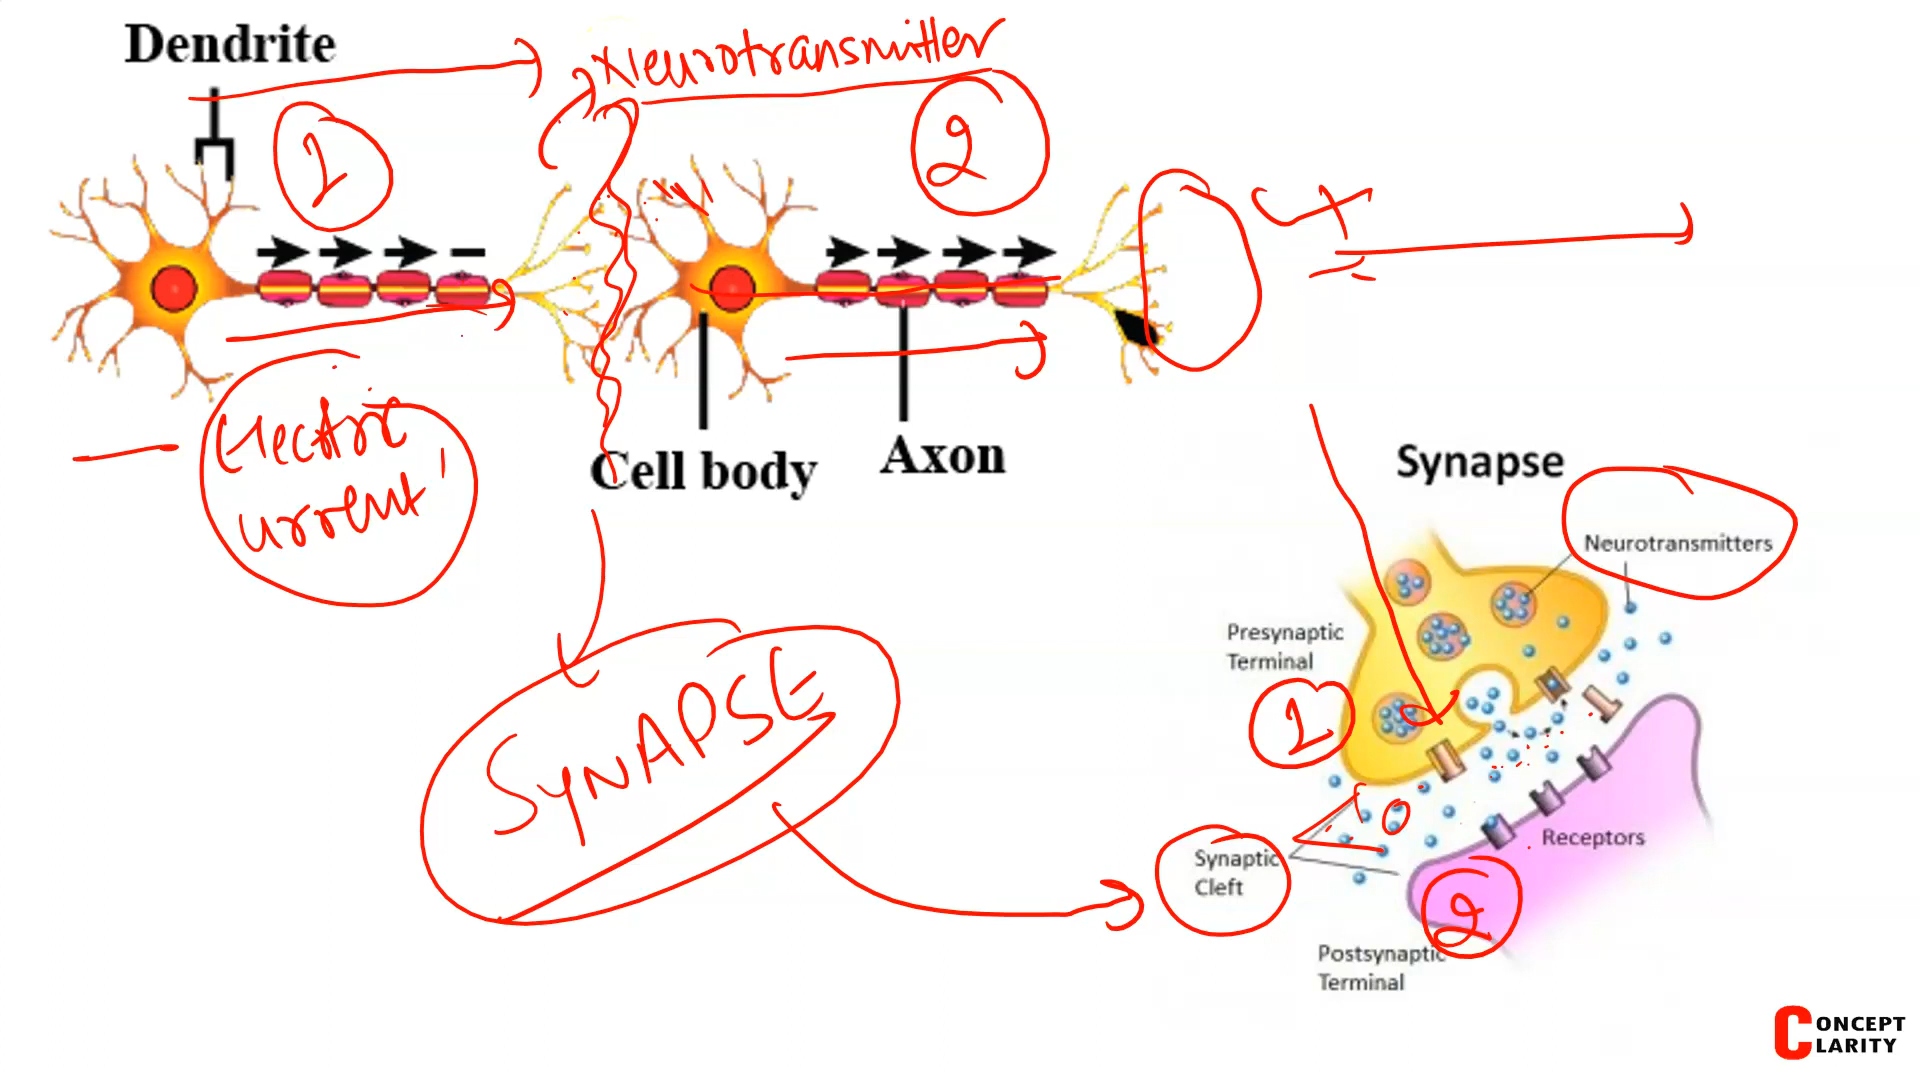 Dendrite
Neurotransmitter
1
2
Electric
current
Cell body
Axon
SYNAPSE
Synapse
Neurotransmitters
Presynaptic
Terminal
1
Synaptic
Cleft
Receptors
2
Postsynaptic
Terminal
CONCEPT
CLARITY